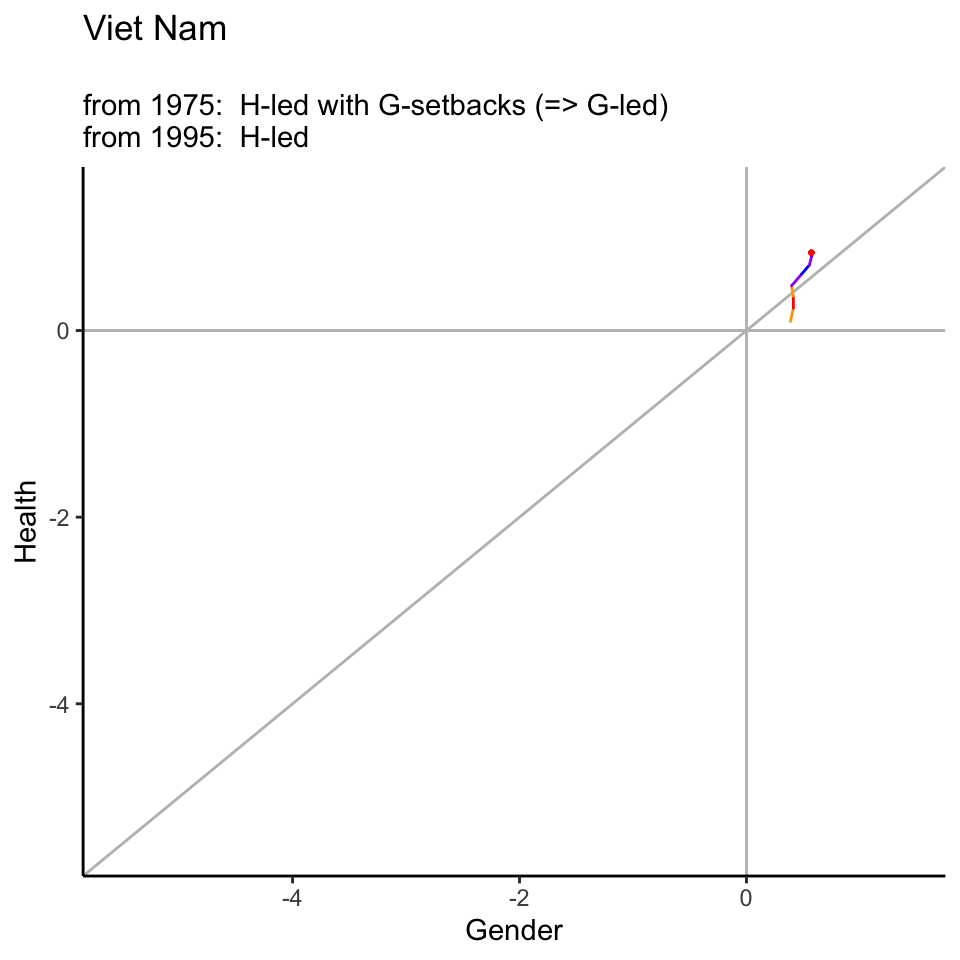 Viet Nam
from 1975:  H-led with G-setbacks (=> G-led)
from 1995:  H-led
Health
0
-2
-4
-4
-2
0
Gender